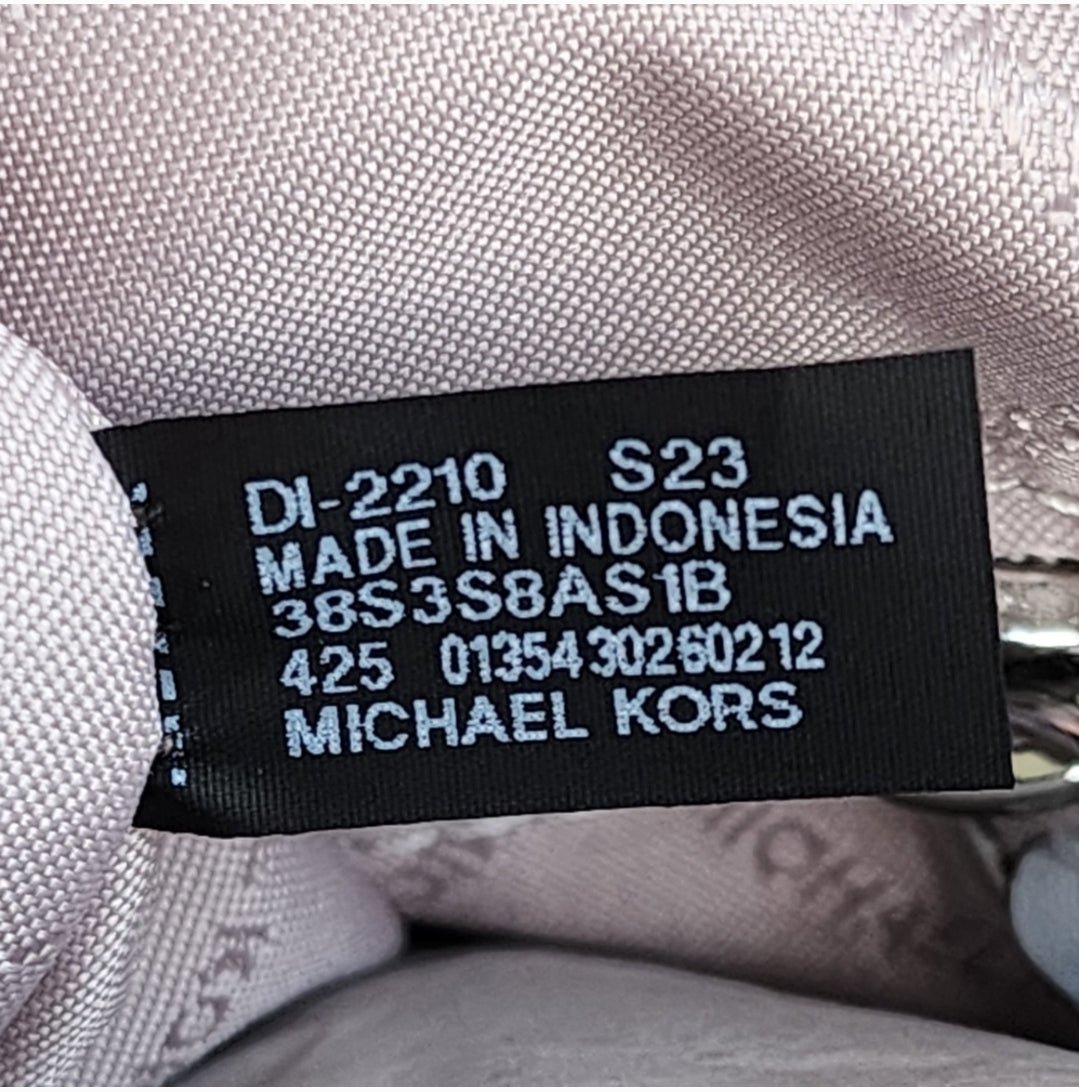 DI-2210 S23
MADE IN INDONESIA
38S3S8AS1B
425 0135430260212
MICHAEL KORS